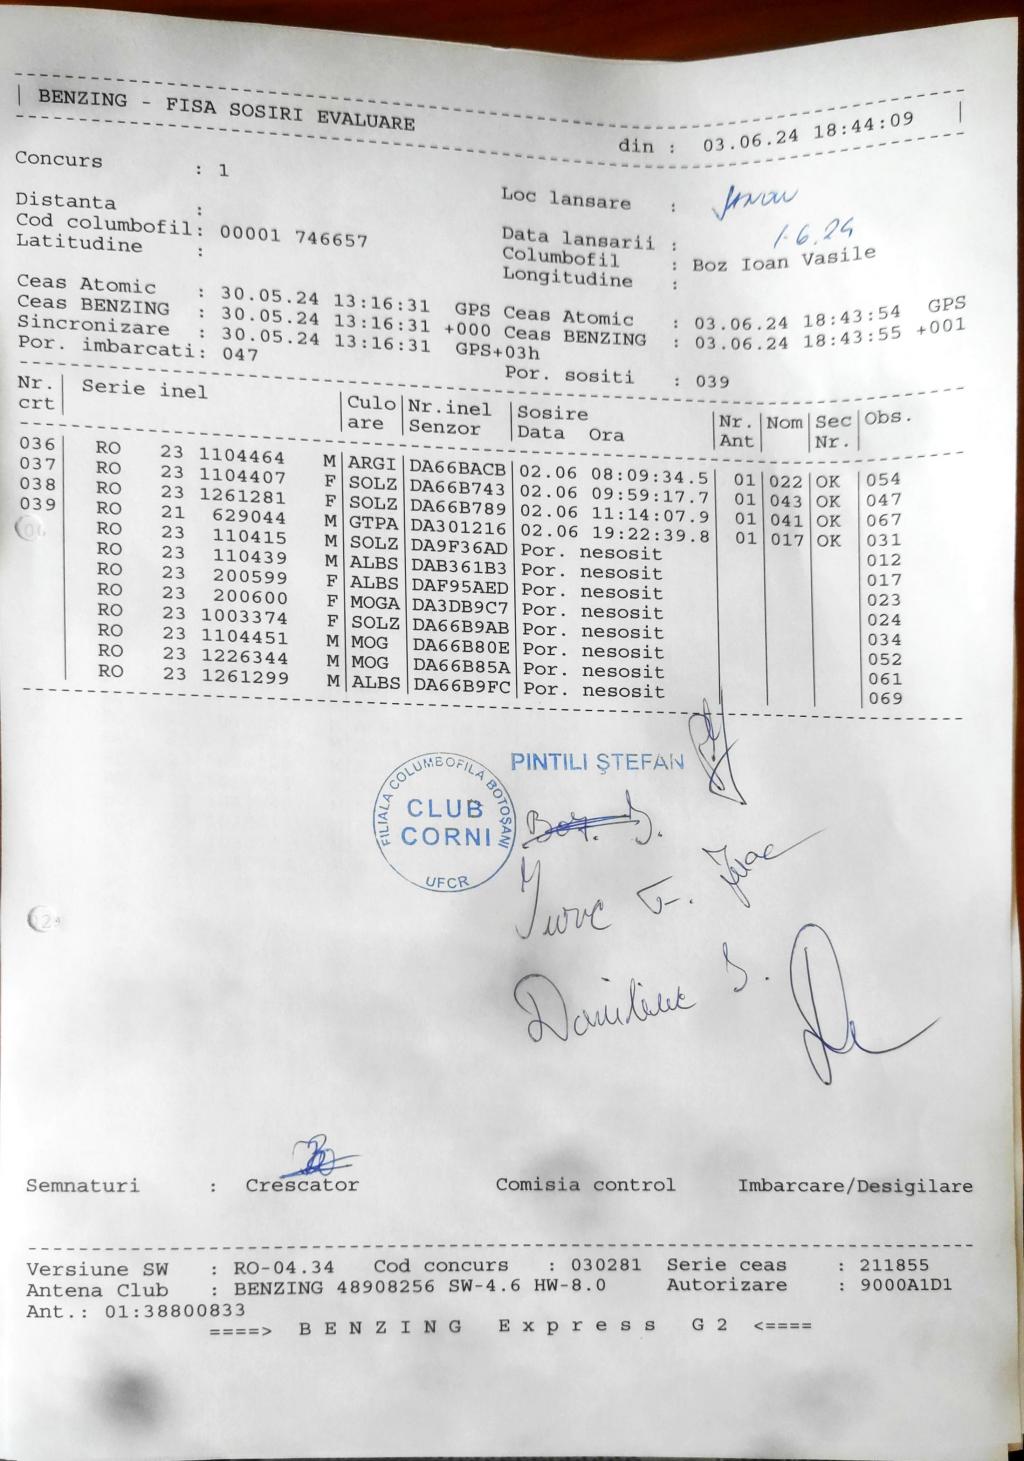 BENZING - FISA SOSIRI EVALUARE din : 03.06.24 18:44:09
Concurs : 1
Loc lansare :
Distanta :
Data lansarii : 1.6.24
Cod columbofil: 00001 746657 Columbofil : Boz Ioan Vasile
Latitudine : Longitudine :
Ceas Atomic : 30.05.24 13:16:31 GPS Ceas Atomic : 03.06.24 18:43:54 GPS
Ceas BENZING : 30.05.24 13:16:31 +000 Ceas BENZING : 03.06.24 18:43:55 +001
Sincronizare : 30.05.24 13:16:31 GPS+03h
Por. imbarcati: 047 Por. sositi : 039
Nr. | Serie inel | Culo | Nr.inel | Sosire | Nr. | Nom | Sec | Obs.
crt | | are | Senzor | Data Ora | Ant | | Nr. |
036 | RO 23 1104464 M | ARGI | DA66BACB | 02.06 08:09:34.5 | 01 | 022 | OK | 054
037 | RO 23 1104407 F | SOLZ | DA66B743 | 02.06 09:59:17.7 | 01 | 043 | OK | 047
038 | RO 23 1261281 F | SOLZ | DA66B789 | 02.06 11:14:07.9 | 01 | 041 | OK | 067
039 | RO 21 629044 M | GTPA | DA301216 | 02.06 19:22:39.8 | 01 | 017 | OK | 031
RO 23 110415 M | SOLZ | DA9F36AD | Por. nesosit | 012
RO 23 110439 M | ALBS | DAB361B3 | Por. nesosit | 017
RO 23 200599 F | ALBS | DAF95AED | Por. nesosit | 023
RO 23 200600 F | MOGA | DA3DB9C7 | Por. nesosit | 024
RO 23 1003374 F | SOLZ | DA66B9AB | Por. nesosit | 034
RO 23 1104451 M | MOG | DA66B80E | Por. nesosit | 052
RO 23 1226344 M | MOG | DA66B85A | Por. nesosit | 061
RO 23 1261299 M | ALBS | DA66B9FC | Por. nesosit | 069
FILIALA COLUMBOFILA BOTOŞANI
CLUB
CORNI
UFCR
PINTILI ŞTEFAN
Semnaturi : Crescator Comisia control Imbarcare/Desigilare
Versiune SW : RO-04.34 Cod concurs : 030281 Serie ceas : 211855
Antena Club : BENZING 48908256 SW-4.6 HW-8.0 Autorizare : 9000A1D1
Ant.: 01:38800833
====> B E N Z I N G E x p r e s s G 2 <====